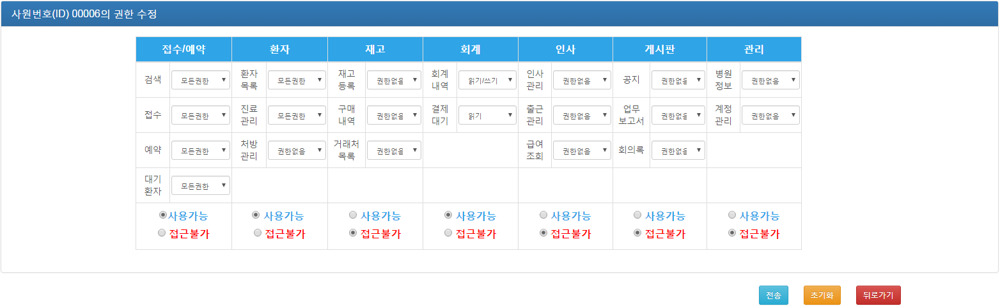 사원번호(ID) 00006의 권한 수정
접수/예약 환자 재고 회계 인사 게시판 관리
검색 모든권한 환자 목록 모든권한 재고 등록 권한없음 회계 내역 읽기/쓰기 인사 관리 권한없음 공지 권한없음 병원 정보 권한없음
접수 모든권한 진료 관리 모든권한 구매 내역 권한없음 결제 대기 읽기 출근 관리 권한없음 업무 보고서 권한없음 계정 관리 권한없음
예약 모든권한 처방 관리 권한없음 거래처 목록 권한없음 급여 조회 권한없음 회의록 권한없음
대기 환자 모든권한
사용가능 사용가능 사용가능 사용가능 사용가능 사용가능 사용가능
접근불가 접근불가 접근불가 접근불가 접근불가 접근불가 접근불가
전송 초기화 뒤로가기